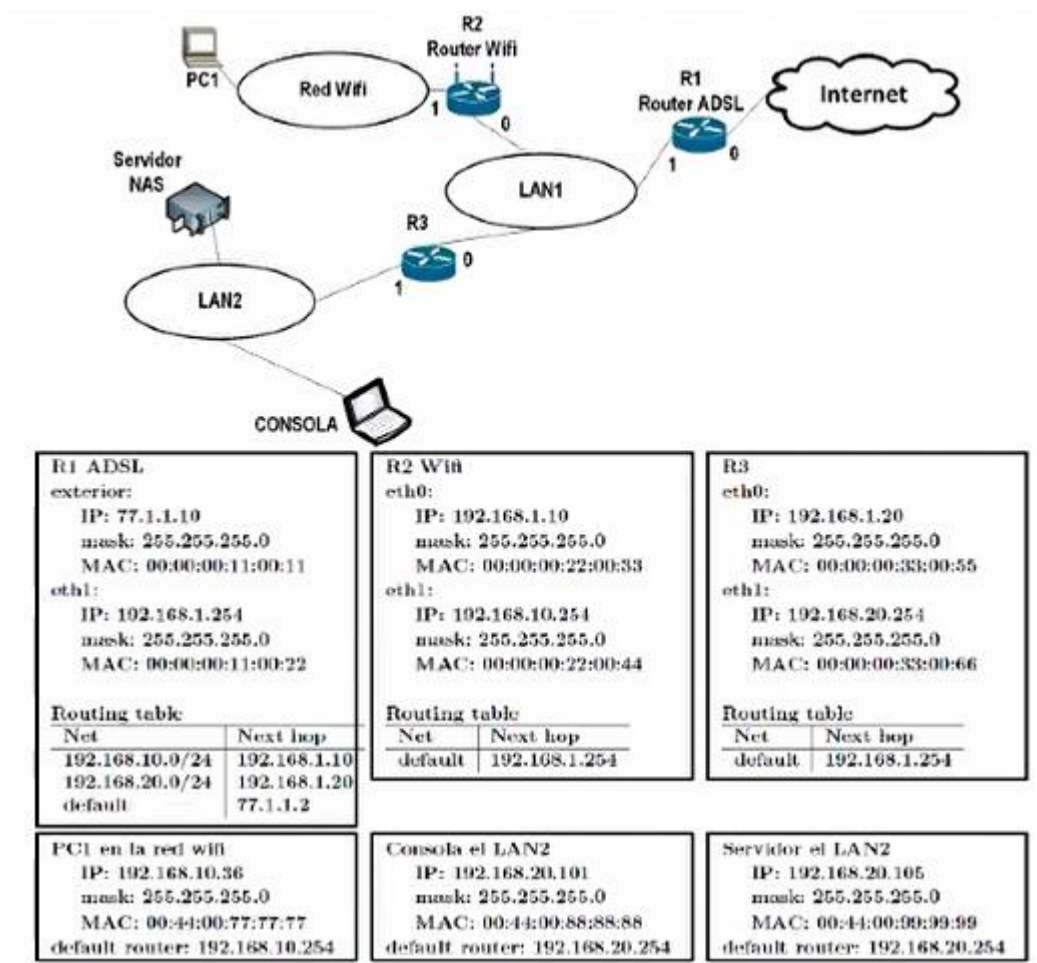 R2
Router Wifi
PC1
Red Wifi
1
0
R1
Router ADSL
Internet
1
0
Servidor
NAS
LAN1
R3
0
1
LAN2
CONSOLA
R1 ADSL
exterior:
IP: 77.1.1.10
mask: 255.255.255.0
MAC: 00:00:00:11:00:11
eth1:
IP: 192.168.1.254
mask: 255.255.255.0
MAC: 00:00:00:11:00:22
Routing table
Net Next hop
192.168.10.0/24 192.168.1.10
192.168.20.0/24 192.168.1.20
default 77.1.1.2
R2 Wifi
eth0:
IP: 192.168.1.10
mask: 255.255.255.0
MAC: 00:00:00:22:00:33
eth1:
IP: 192.168.10.254
mask: 255.255.255.0
MAC: 00:00:00:22:00:44
Routing table
Net Next hop
default 192.168.1.254
R3
eth0:
IP: 192.168.1.20
mask: 255.255.255.0
MAC: 00:00:00:33:00:55
eth1:
IP: 192.168.20.254
mask: 255.255.255.0
MAC: 00:00:00:33:00:66
Routing table
Net Next hop
default 192.168.1.254
PC1 en la red wifi
IP: 192.168.10.36
mask: 255.255.255.0
MAC: 00:44:00:77:77:77
default router: 192.168.10.254
Consola el LAN2
IP: 192.168.20.101
mask: 255.255.255.0
MAC: 00:44:00:88:88:88
default router: 192.168.20.254
Servidor el LAN2
IP: 192.168.20.105
mask: 255.255.255.0
MAC: 00:44:00:99:99:99
default router: 192.168.20.254